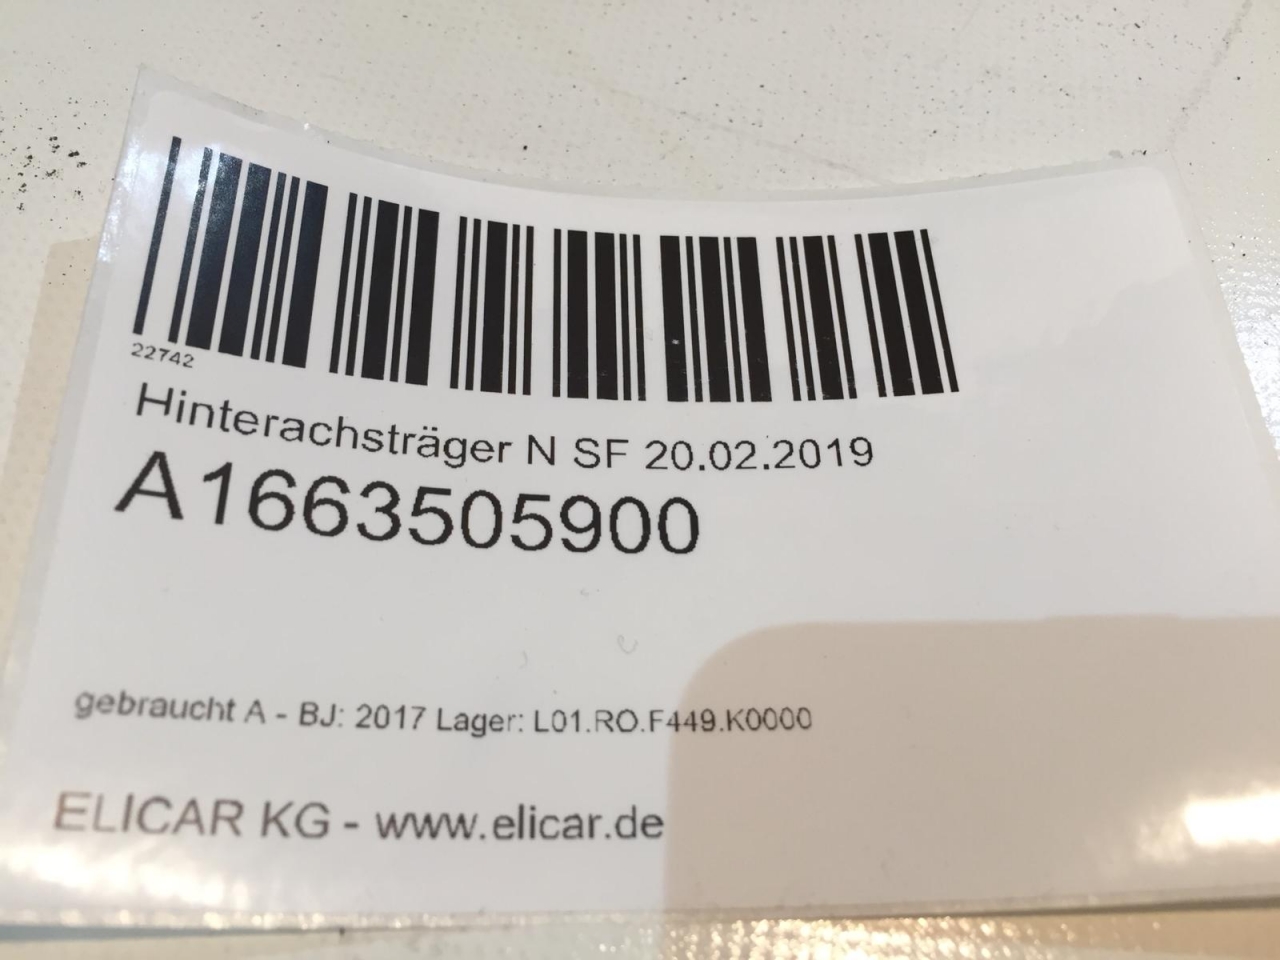 22742
Hinterachsträger N SF 20.02.2019
A1663505900
gebraucht A - BJ: 2017 Lager: L01.RO.F449.K0000
ELICAR KG - www.elicar.de